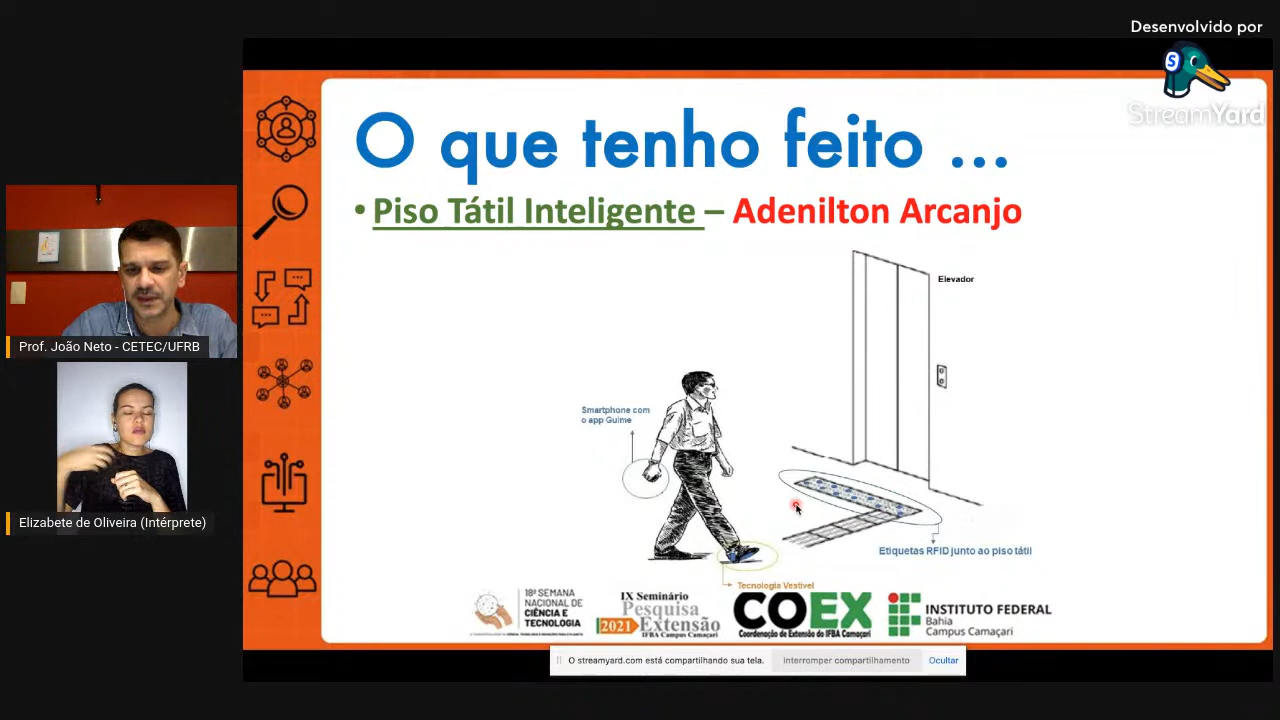 Desenvolvido por
StreamYard
O que tenho feito ...
• Piso Tátil Inteligente – Adenilton Arcanjo
Elevador
Smartphone com
o app Guime
Etiquetas RFID junto ao piso tátil
Tecnologia Vestível
Prof. João Neto - CETEC/UFRB
Elizabete de Oliveira (Intérprete)
18ª SEMANA
NACIONAL DE
CIÊNCIA E
TECNOLOGIA
IX Seminário
Pesquisa
2021 Extensão
IFBA Campus Camaçari
COEX
Coordenação de Extensão do IFBA Camaçari
INSTITUTO FEDERAL
Bahia
Campus Camaçari
O streamyard.com está compartilhando sua tela.
Interromper compartilhamento
Ocultar